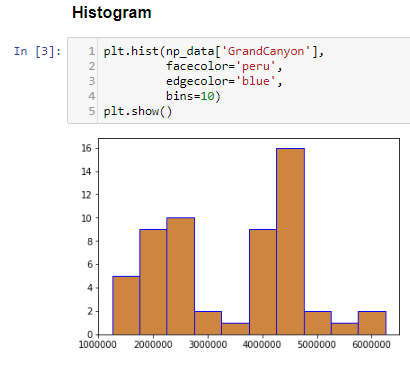 Histogram
In [3]:
1 plt.hist(np_data['GrandCanyon'],
2 facecolor='peru',
3 edgecolor='blue',
4 bins=10)
5 plt.show()
16
14
12
10
8
6
4
2
0
1000000 2000000 3000000 4000000 5000000 6000000